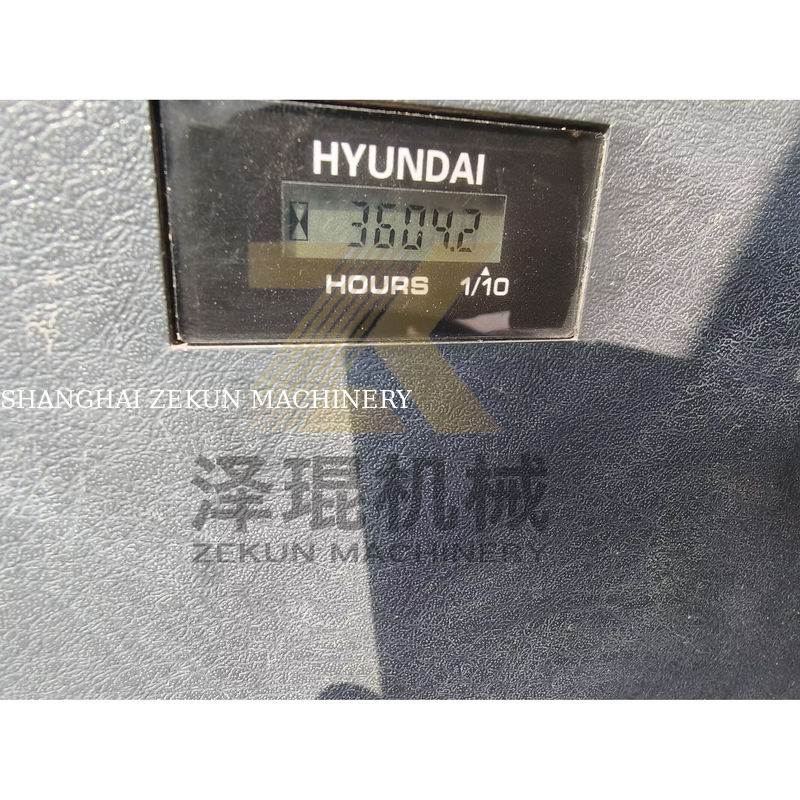 HYUNDAI
3604.2
HOURS 1/10
SHANGHAI ZEKUN MACHINERY
泽琨机械
ZEKUN MACHINERY